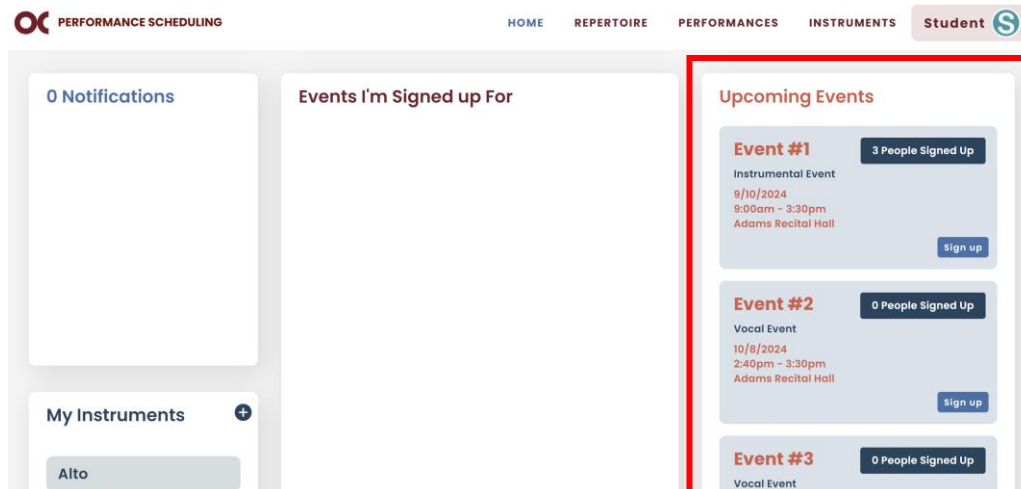 OC PERFORMANCE SCHEDULING
HOME REPERTOIRE PERFORMANCES INSTRUMENTS Student S
0 Notifications
My Instruments
Alto
Events I'm Signed up For
Upcoming Events
Event #1 3 People Signed Up
Instrumental Event
9/10/2024
9:00am - 3:30pm
Adams Recital Hall
Sign up
Event #2 0 People Signed Up
Vocal Event
10/8/2024
2:40pm - 3:30pm
Adams Recital Hall
Sign up
Event #3 0 People Signed Up
Vocal Event